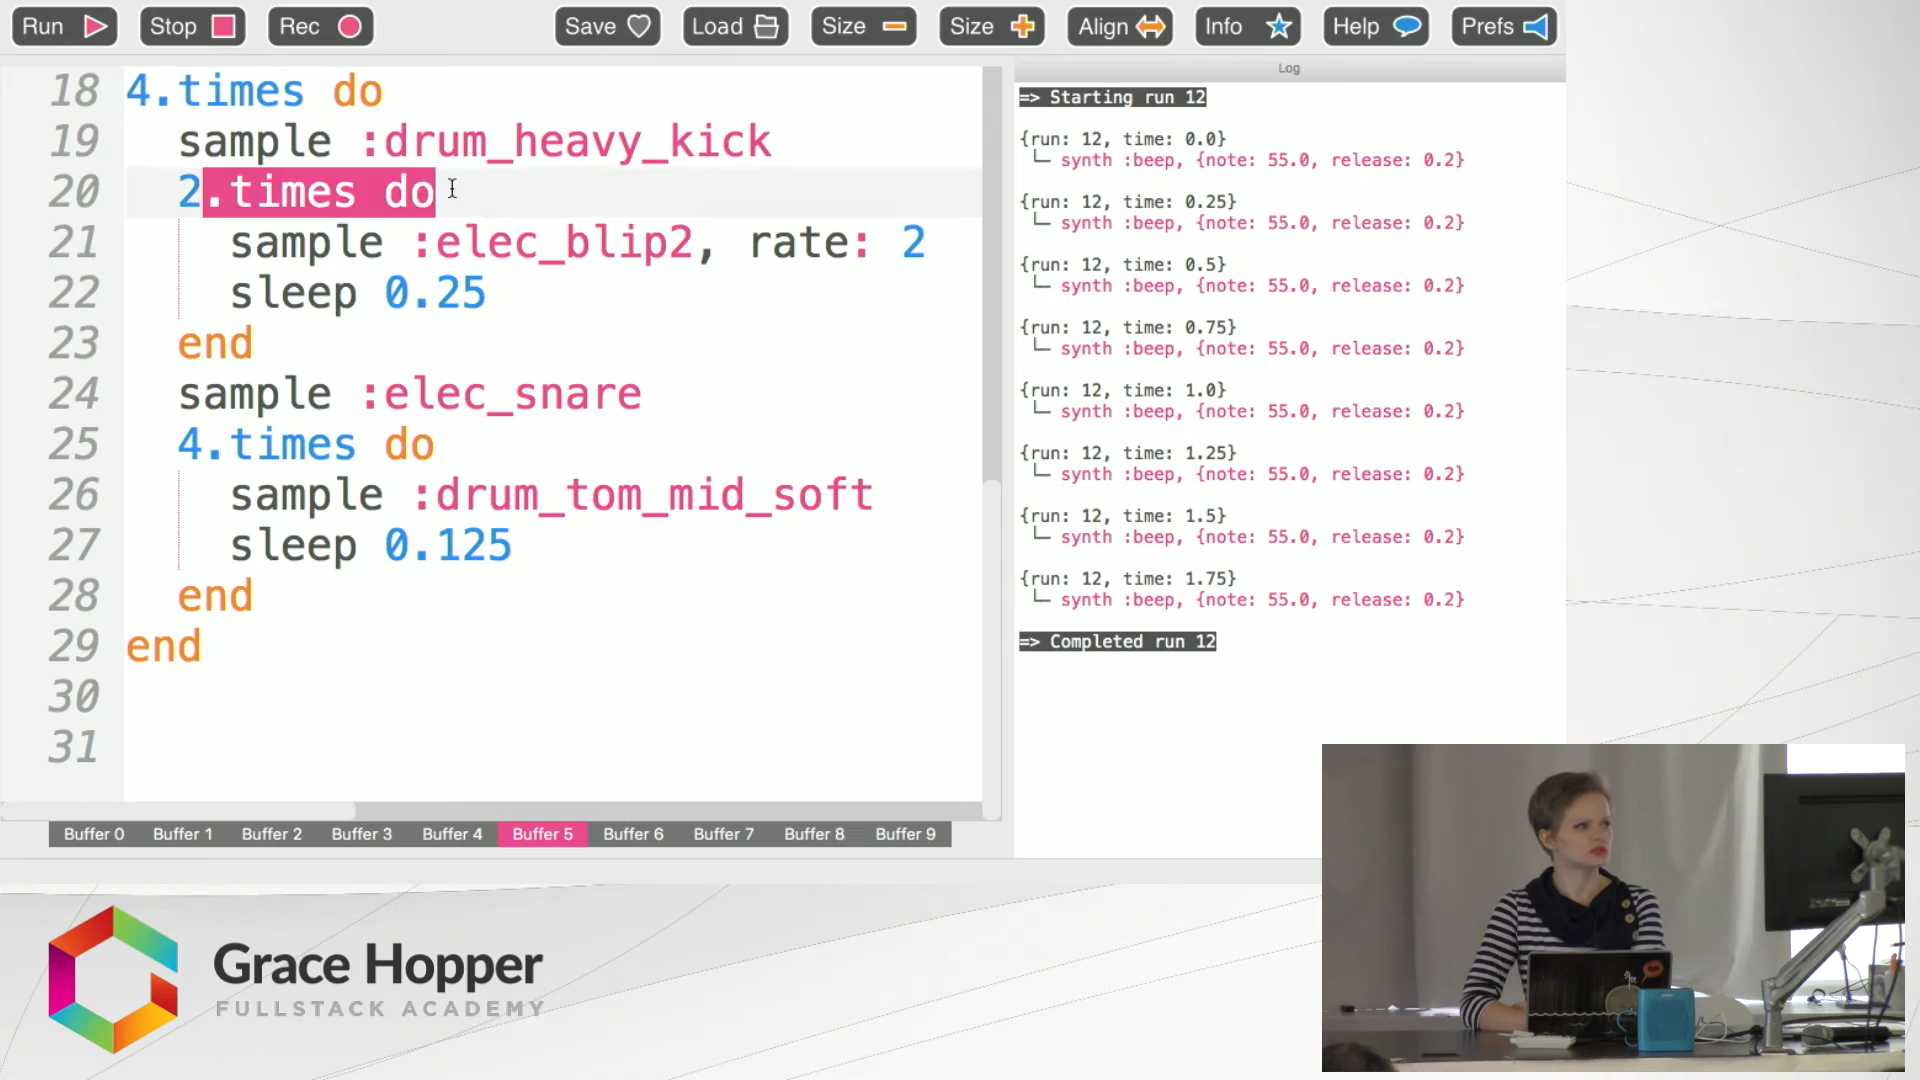 Run Stop Rec Save Load Size Size Align Info Help Prefs
18 4.times do
19 sample :drum_heavy_kick
20 2.times do
21 sample :elec_blip2, rate: 2
22 sleep 0.25
23 end
24 sample :elec_snare
25 4.times do
26 sample :drum_tom_mid_soft
27 sleep 0.125
28 end
29 end
30
31
Buffer 0 Buffer 1 Buffer 2 Buffer 3 Buffer 4 Buffer 5 Buffer 6 Buffer 7 Buffer 8 Buffer 9
Log
=> Starting run 12
{run: 12, time: 0.0}
└─ synth :beep, {note: 55.0, release: 0.2}
{run: 12, time: 0.25}
└─ synth :beep, {note: 55.0, release: 0.2}
{run: 12, time: 0.5}
└─ synth :beep, {note: 55.0, release: 0.2}
{run: 12, time: 0.75}
└─ synth :beep, {note: 55.0, release: 0.2}
{run: 12, time: 1.0}
└─ synth :beep, {note: 55.0, release: 0.2}
{run: 12, time: 1.25}
└─ synth :beep, {note: 55.0, release: 0.2}
{run: 12, time: 1.5}
└─ synth :beep, {note: 55.0, release: 0.2}
{run: 12, time: 1.75}
└─ synth :beep, {note: 55.0, release: 0.2}
=> Completed run 12
Grace Hopper
FULLSTACK ACADEMY